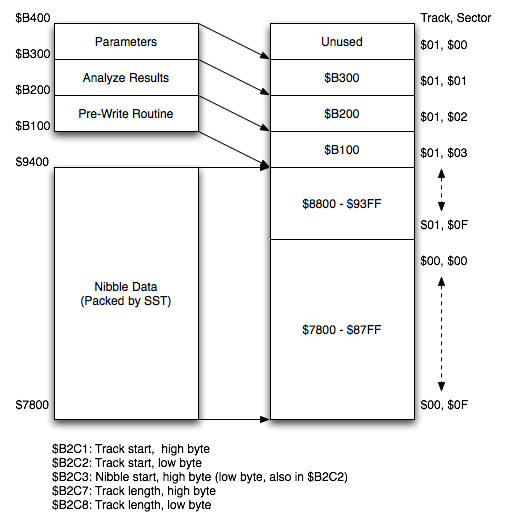 $B400
Track, Sector
Parameters
Unused
$01, $00
$B300
Analyze Results
$B300
$01, $01
$B200
Pre-Write Routine
$B200
$01, $02
$B100
$B100
$01, $03
$9400
$8800 - $93FF
$01, $0F
$00, $00
Nibble Data
(Packed by SST)
$7800 - $87FF
$7800
$00, $0F
$B2C1: Track start, high byte
$B2C2: Track start, low byte
$B2C3: Nibble start, high byte (low byte, also in $B2C2)
$B2C7: Track length, high byte
$B2C8: Track length, low byte